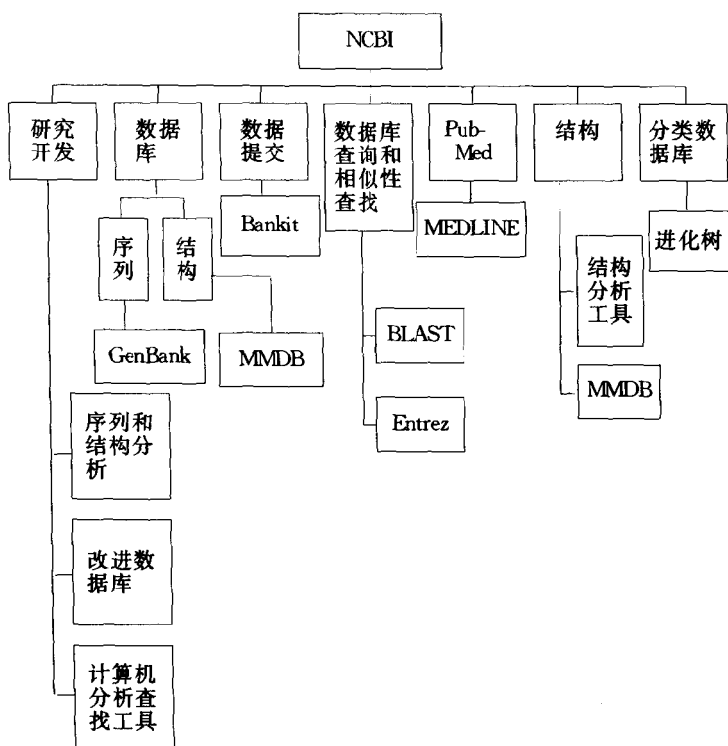 NCBI
研究
开发
数据
库
数据
提交
数据库
查询和
相似性
查找
Pub-
Med
结构
分类数
据库
序
列
结
构
Bankit
MEDLINE
结构
分析
工具
进化树
GenBank
MMDB
BLAST
MMDB
Entrez
序列和
结构分
析
改进数
据库
计算机
分析查
找工具